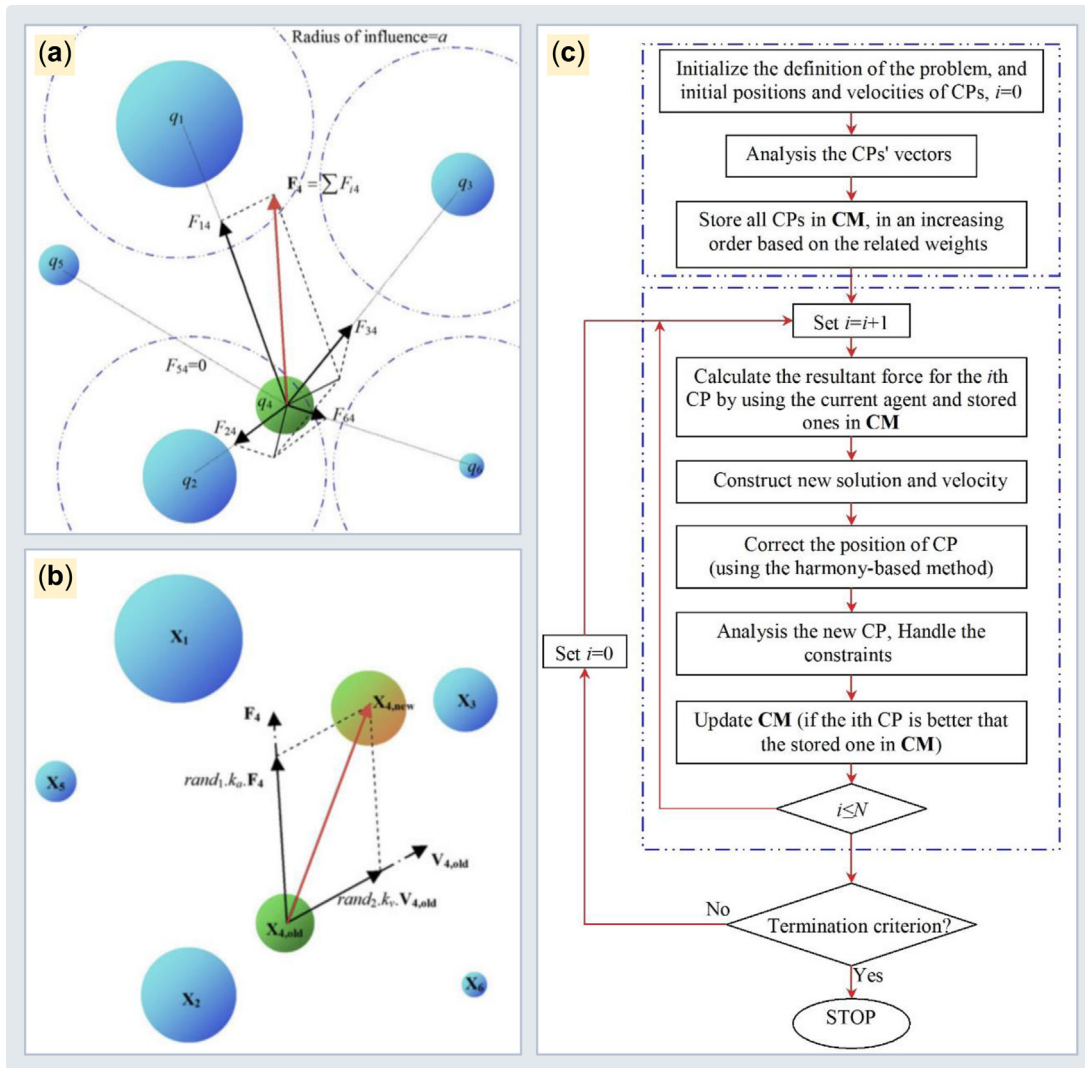 (a)
Radius of influence=a
q1
F4 = ∑Fi4
q3
F14
q5
F34
F54=0
q4
F64
F24
q2
q6
(b)
X1
X4,new
X3
F4
rand1.ka.F4
X5
V4,old
rand2.kv.V4,old
X4,old
X2
X6
(c)
Initialize the definition of the problem, and
initial positions and velocities of CPs, i=0
Analysis the CPs' vectors
Store all CPs in CM, in an increasing
order based on the related weights
Set i=i+1
Calculate the resultant force for the ith
CP by using the current agent and stored
ones in CM
Construct new solution and velocity
Correct the position of CP
(using the harmony-based method)
Set i=0
Analysis the new CP, Handle the
constraints
Update CM (if the ith CP is better that
the stored one in CM)
i≤N
No
Termination criterion?
Yes
STOP